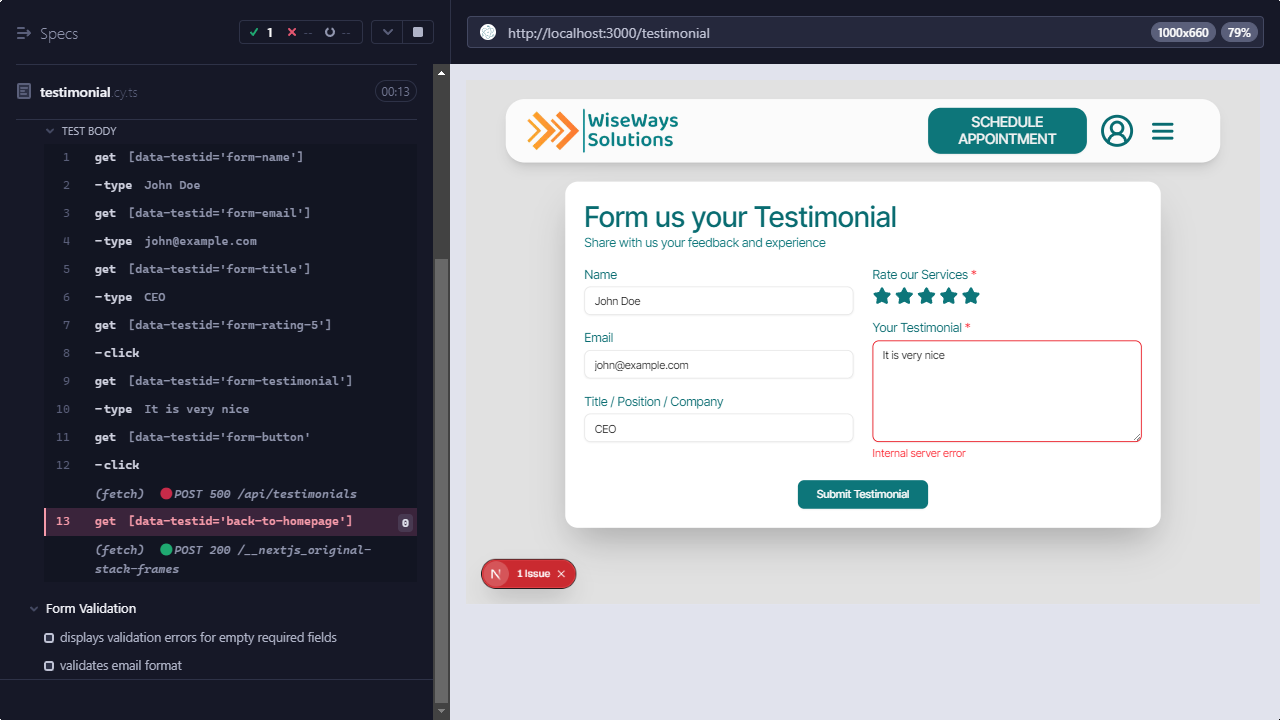 Specs
1
--
--
testimonial.cy.ts
00:13
TEST BODY
1 get [data-testid='form-name']
2 -type John Doe
3 get [data-testid='form-email']
4 -type john@example.com
5 get [data-testid='form-title']
6 -type CEO
7 get [data-testid='form-rating-5']
8 -click
9 get [data-testid='form-testimonial']
10 -type It is very nice
11 get [data-testid='form-button'
12 -click
(fetch) POST 500 /api/testimonials
13 get [data-testid='back-to-homepage'] 0
(fetch) POST 200 /__nextjs_original-
stack-frames
Form Validation
displays validation errors for empty required fields
validates email format
http://localhost:3000/testimonial
1000x660
79%
WiseWays
Solutions
SCHEDULE
APPOINTMENT
Form us your Testimonial
Share with us your feedback and experience
Name
John Doe
Email
john@example.com
Title / Position / Company
CEO
Rate our Services *
Your Testimonial *
It is very nice
Internal server error
Submit Testimonial
N 1 Issue